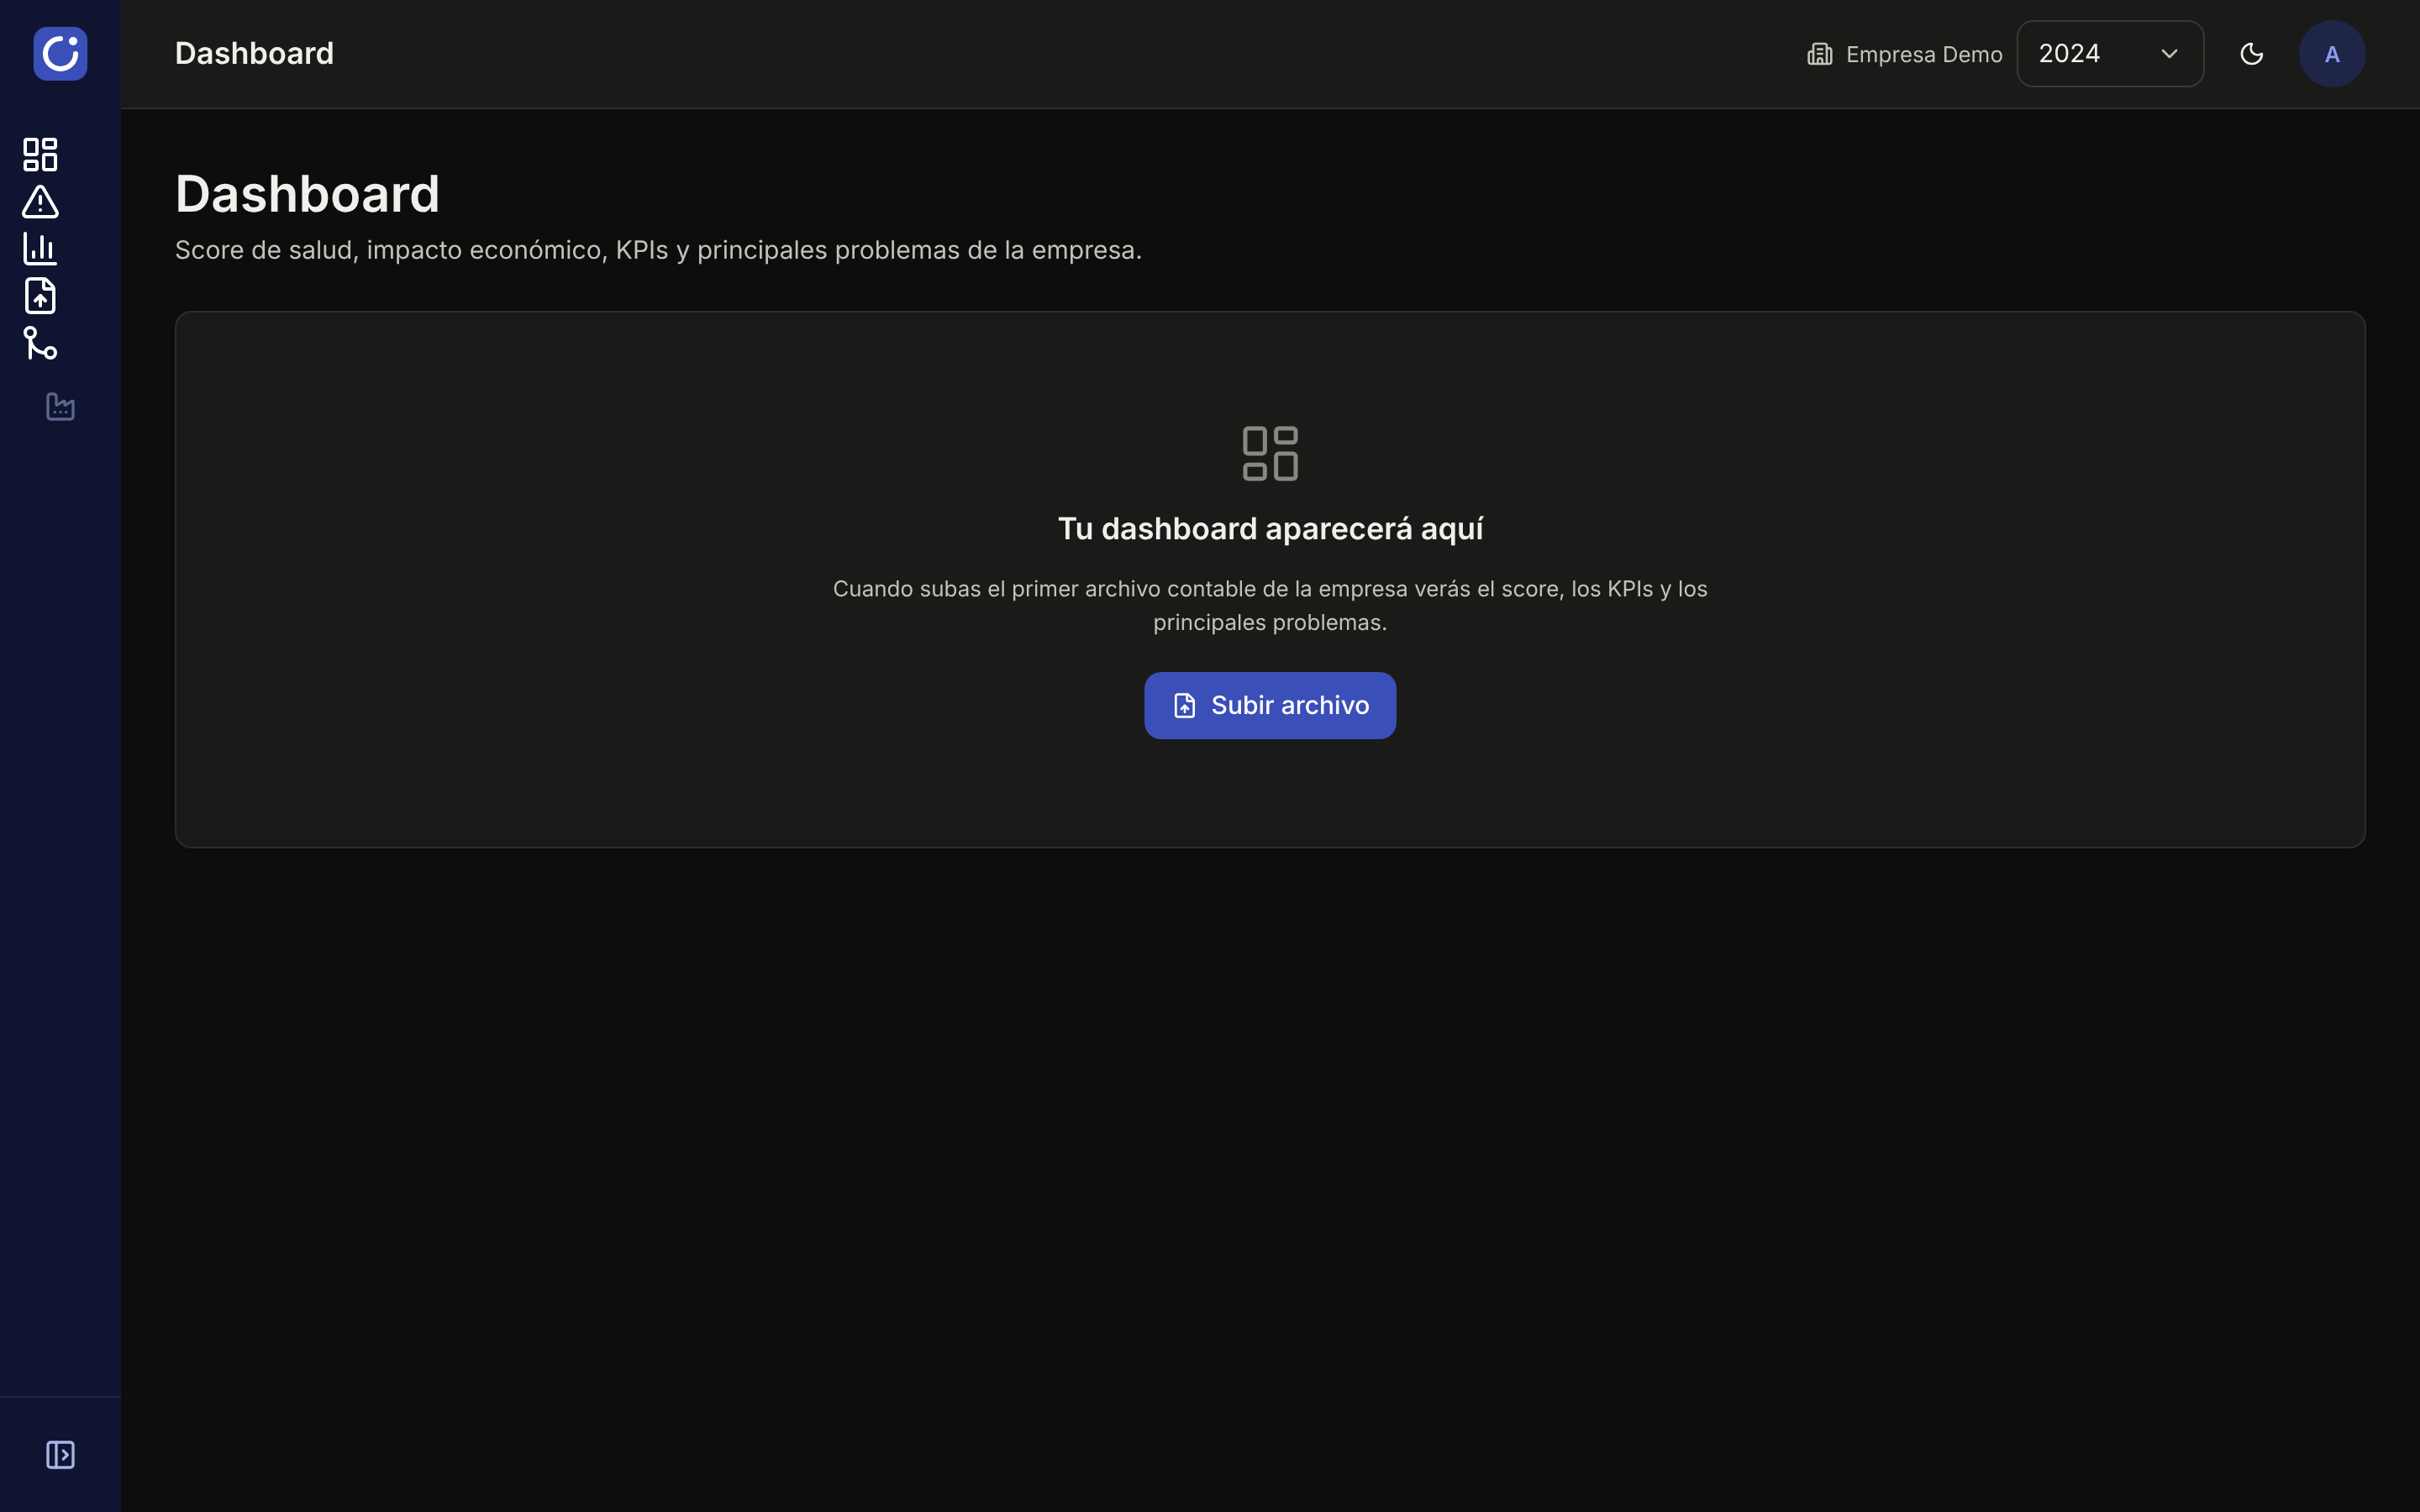 Dashboard
Empresa Demo
2024
A
Dashboard
Score de salud, impacto económico, KPIs y principales problemas de la empresa.
Tu dashboard aparecerá aquí
Cuando subas el primer archivo contable de la empresa verás el score, los KPIs y los
principales problemas.
Subir archivo